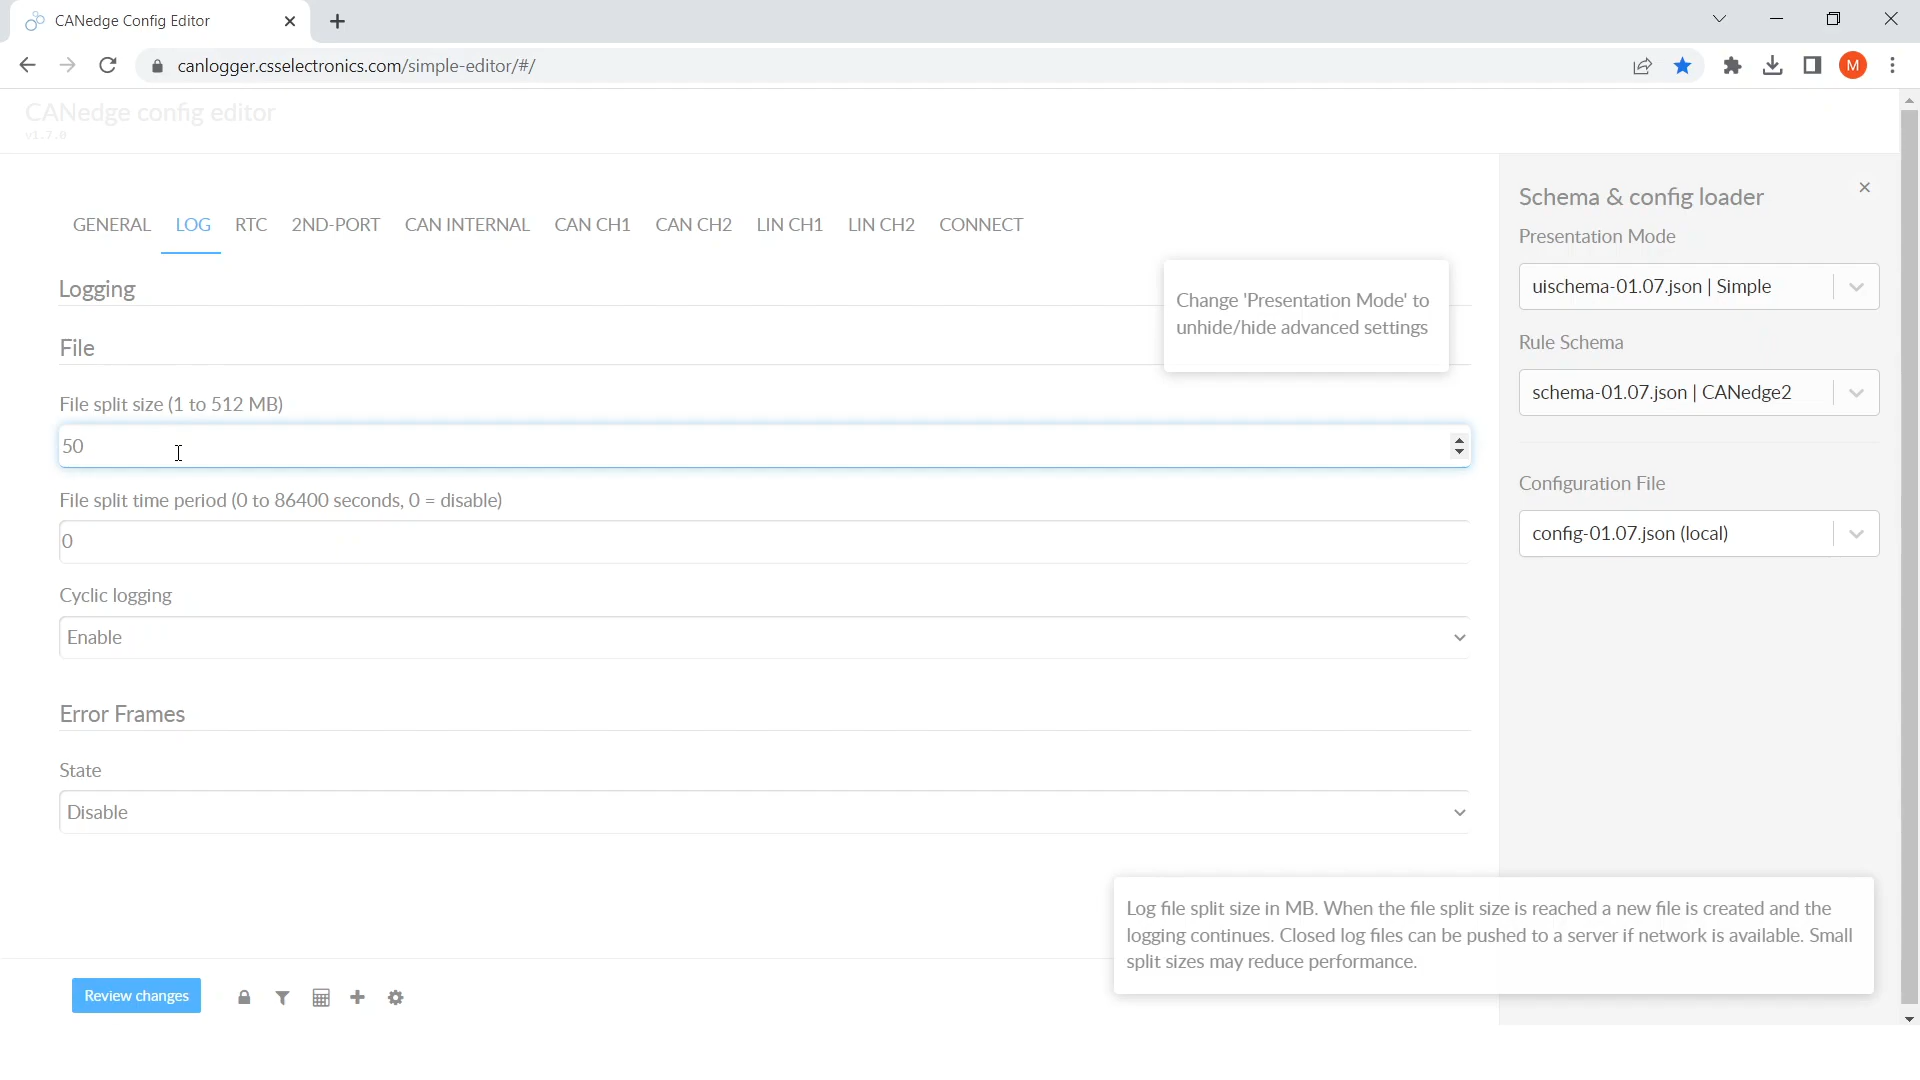 CANedge Config Editor
canlogger.csselectronics.com/simple-editor/#/
M
CANedge config editor
v1.7.0
GENERAL LOG RTC 2ND-PORT CAN INTERNAL CAN CH1 CAN CH2 LIN CH1 LIN CH2 CONNECT
Logging
File
File split size (1 to 512 MB)
50
File split time period (0 to 86400 seconds, 0 = disable)
0
Cyclic logging
Enable
Error Frames
State
Disable
Review changes
Change 'Presentation Mode' to
unhide/hide advanced settings
Schema & config loader
Presentation Mode
uischema-01.07.json | Simple
Rule Schema
schema-01.07.json | CANedge2
Configuration File
config-01.07.json (local)
Log file split size in MB. When the file split size is reached a new file is created and the
logging continues. Closed log files can be pushed to a server if network is available. Small
split sizes may reduce performance.